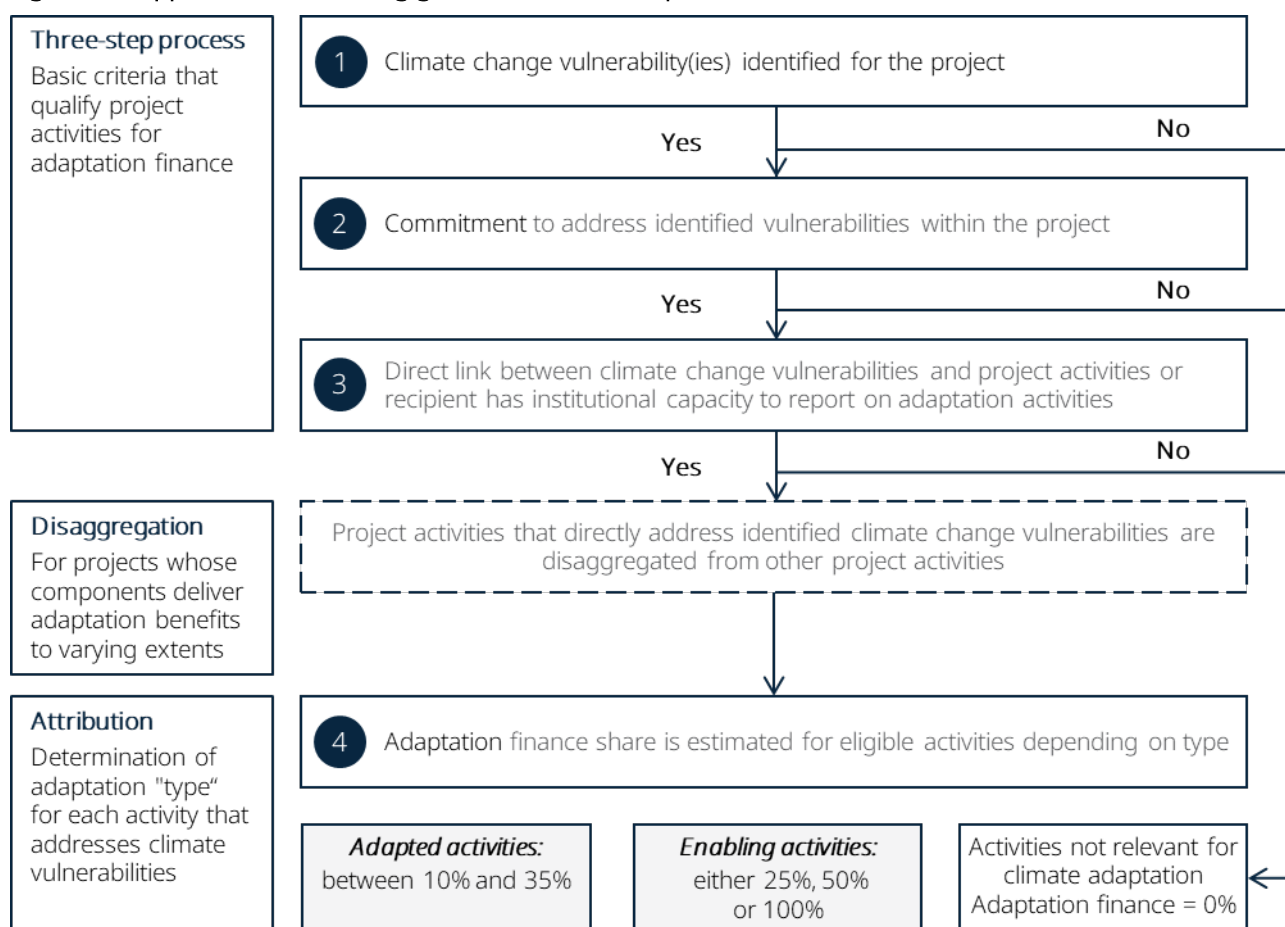 Three-step process
Basic criteria that
qualify project
activities for
adaptation finance
1 Climate change vulnerability(ies) identified for the project
Yes
No
2 Commitment to address identified vulnerabilities within the project
Yes
No
3 Direct link between climate change vulnerabilities and project activities or
recipient has institutional capacity to report on adaptation activities
Yes
No
Disaggregation
For projects whose
components deliver
adaptation benefits
to varying extents
Project activities that directly address identified climate change vulnerabilities are
disaggregated from other project activities
Attribution
Determination of
adaptation "type“
for each activity that
addresses climate
vulnerabilities
4 Adaptation finance share is estimated for eligible activities depending on type
Adapted activities:
between 10% and 35%
Enabling activities:
either 25%, 50%
or 100%
Activities not relevant for
climate adaptation
Adaptation finance = 0%